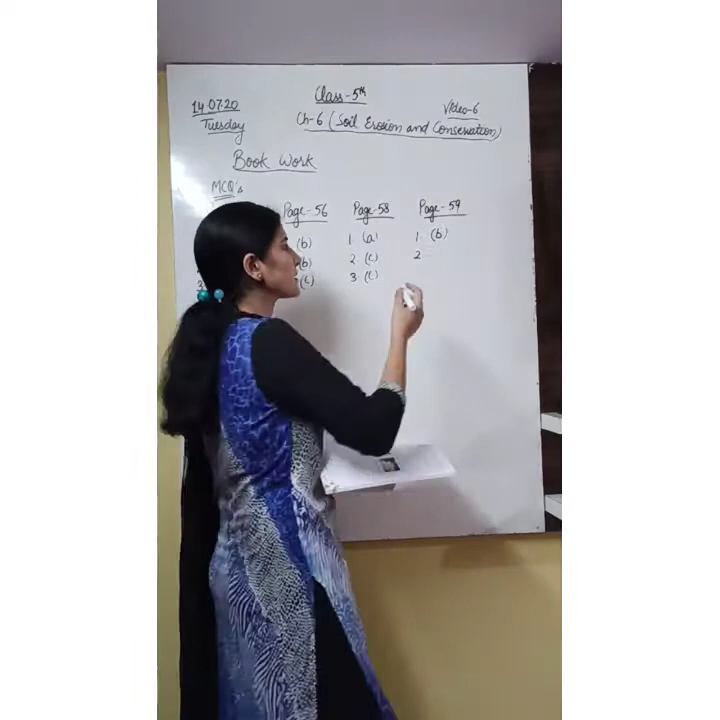 Class-5th
14.07.20
Tuesday
Video-6
Ch-6 (Soil Erosion and Conservation)
Book Work
MCQ's
Page-56 Page-58 Page-59
(b) 1 (a) 1. (b)
(b) 2 (c) 2
3 (c) 3 (c)